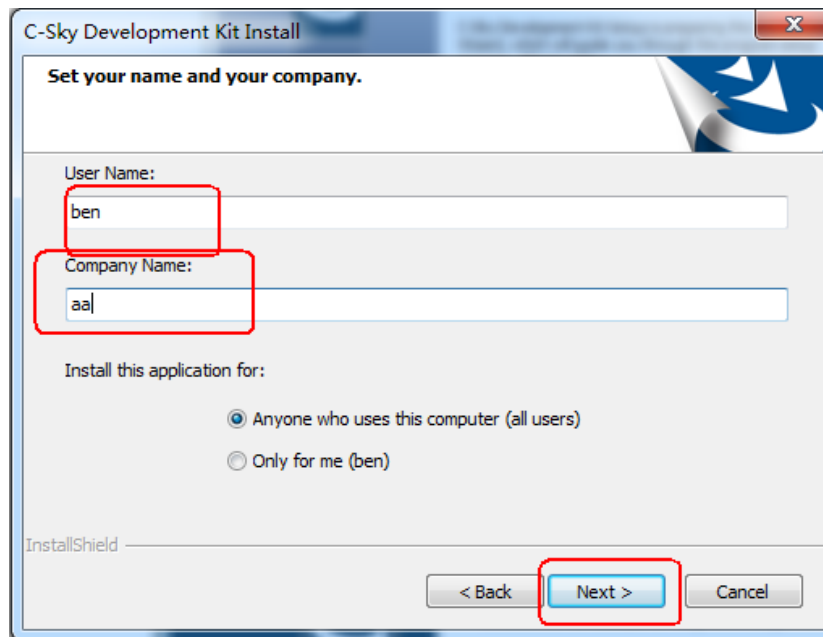 C-Sky Development Kit Install
Set your name and your company.
User Name:
ben
Company Name:
aa
Install this application for:
Anyone who uses this computer (all users)
Only for me (ben)
InstallShield
< Back
Next >
Cancel